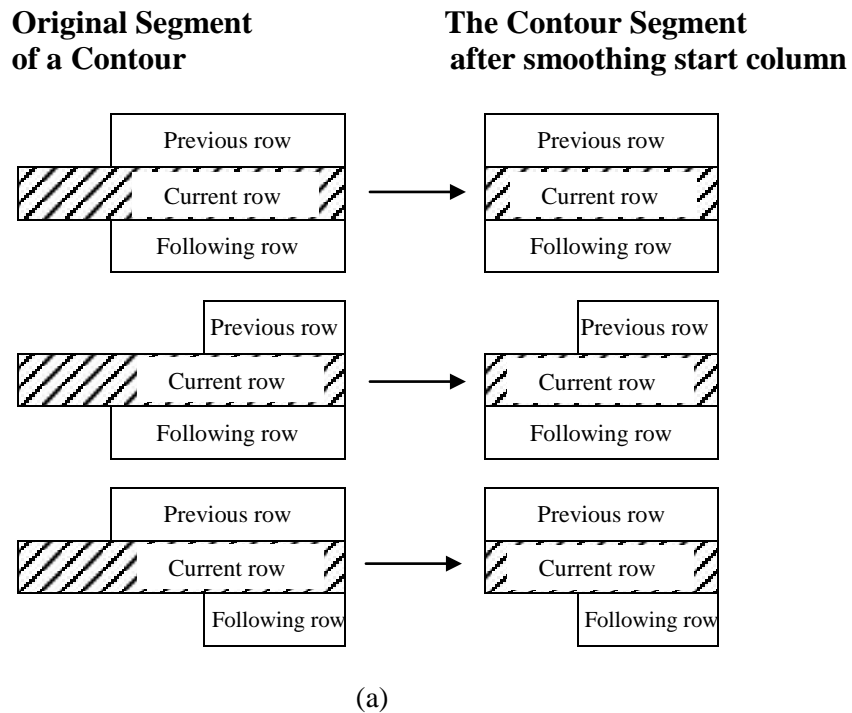 Original Segment
of a Contour
The Contour Segment
after smoothing start column
Previous row
Current row
Following row
Previous row
Current row
Following row
Previous row
Current row
Following row
Previous row
Current row
Following row
Previous row
Current row
Following row
Previous row
Current row
Following row
(a)